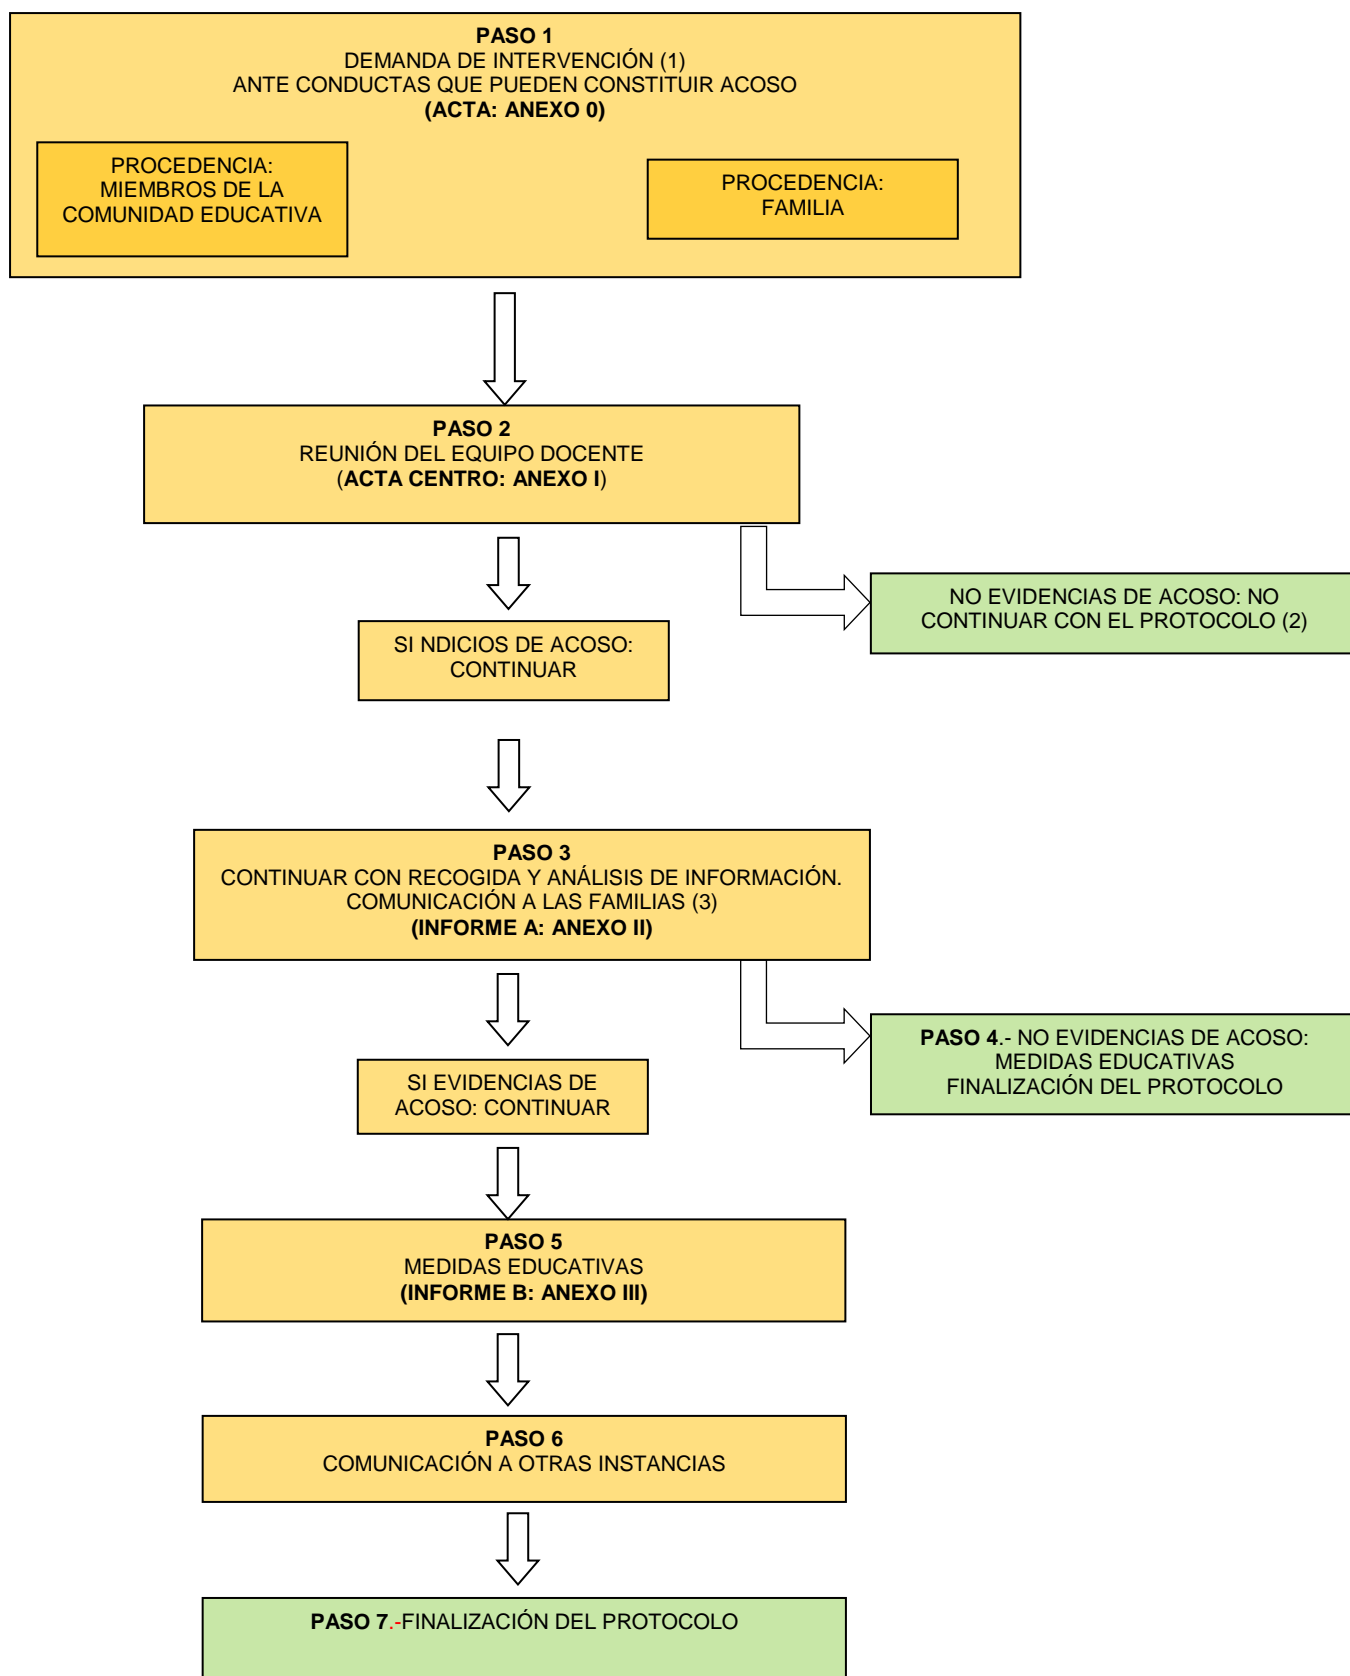 PASO 1
DEMANDA DE INTERVENCIÓN (1)
ANTE CONDUCTAS QUE PUEDEN CONSTITUIR ACOSO
(ACTA: ANEXO 0)
PROCEDENCIA:
MIEMBROS DE LA
COMUNIDAD EDUCATIVA
PROCEDENCIA:
FAMILIA
PASO 2
REUNIÓN DEL EQUIPO DOCENTE
(ACTA CENTRO: ANEXO I)
NO EVIDENCIAS DE ACOSO: NO
CONTINUAR CON EL PROTOCOLO (2)
SI NDICIOS DE ACOSO:
CONTINUAR
PASO 3
CONTINUAR CON RECOGIDA Y ANÁLISIS DE INFORMACIÓN.
COMUNICACIÓN A LAS FAMILIAS (3)
(INFORME A: ANEXO II)
PASO 4.- NO EVIDENCIAS DE ACOSO:
MEDIDAS EDUCATIVAS
FINALIZACIÓN DEL PROTOCOLO
SI EVIDENCIAS DE
ACOSO: CONTINUAR
PASO 5
MEDIDAS EDUCATIVAS
(INFORME B: ANEXO III)
PASO 6
COMUNICACIÓN A OTRAS INSTANCIAS
PASO 7.-FINALIZACIÓN DEL PROTOCOLO